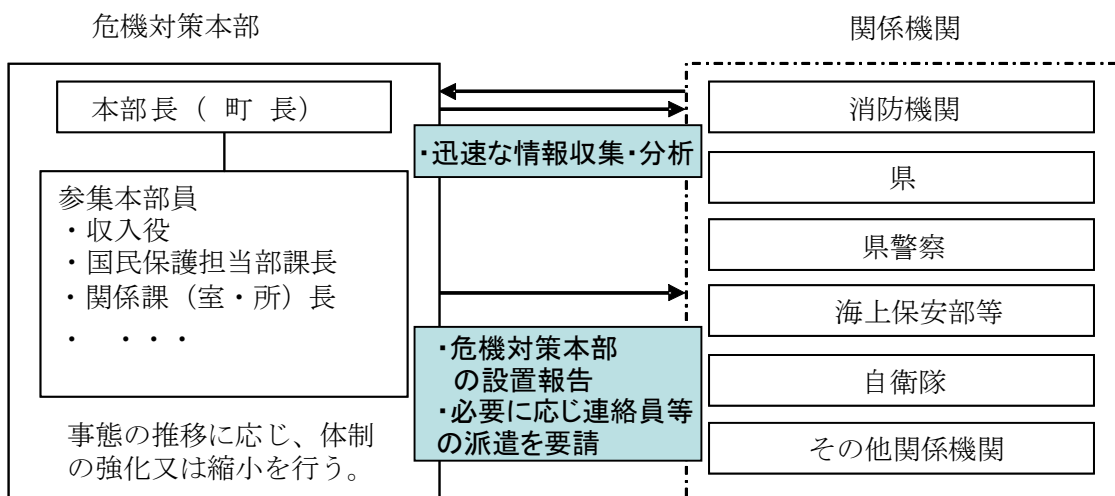 危機対策本部
関係機関
本部長（ 町 長）
参集本部員
・収入役
・国民保護担当部課長
・関係課（室・所）長
・ ・・・
事態の推移に応じ、体制
の強化又は縮小を行う。
・迅速な情報収集・分析
・危機対策本部
の設置報告
・必要に応じ連絡員等
の派遣を要請
消防機関
県
県警察
海上保安部等
自衛隊
その他関係機関